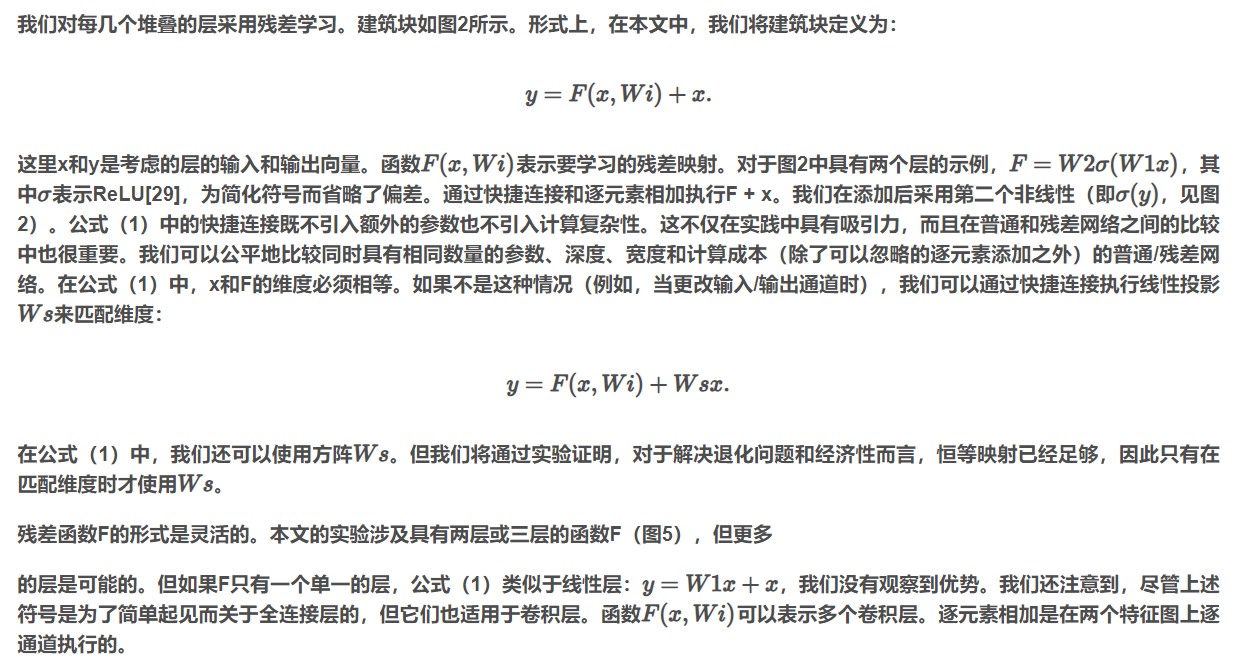 我们对每几个堆叠的层采用残差学习。建筑块如图2所示。形式上，在本文中，我们将建筑块定义为：
y = F(x, Wi) + x.
这里x和y是考虑的层的输入和输出向量。函数F(x, Wi)表示要学习的残差映射。对于图2中具有两个层的示例，F = W2σ(W1x)，其
中σ表示ReLU[29]，为简化符号而省略了偏差。通过快捷连接和逐元素相加执行F + x。我们在添加后采用第二个非线性（即σ(y)，见图
2）。公式（1）中的快捷连接既不引入额外的参数也不引入计算复杂性。这不仅在实践中具有吸引力，而且在普通和残差网络之间的比较
中也很重要。我们可以公平地比较同时具有相同数量的参数、深度、宽度和计算成本（除了可以忽略的逐元素添加之外）的普通/残差网
络。在公式（1）中，x和F的维度必须相等。如果不是这种情况（例如，当更改输入/输出通道时），我们可以通过快捷连接执行线性投影
Ws来匹配维度：
y = F(x, Wi) + Wsx.
在公式（1）中，我们还可以使用方阵Ws。但我们将通过实验证明，对于解决退化问题和经济性而言，恒等映射已经足够，因此只有在
匹配维度时才使用Ws。
残差函数F的形式是灵活的。本文的实验涉及具有两层或三层的函数F（图5），但更多
的层是可能的。但如果F只有一个单一的层，公式（1）类似于线性层：y = W1x + x，我们没有观察到优势。我们还注意到，尽管上述
符号是为了简单起见而关于全连接层的，但它们也适用于卷积层。函数F(x, Wi)可以表示多个卷积层。逐元素相加是在两个特征图上逐
通道执行的。